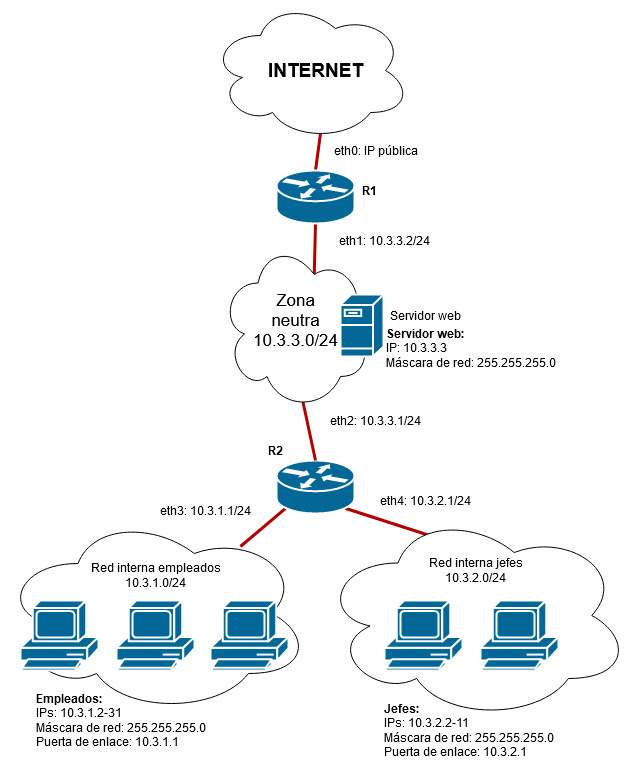 INTERNET
eth0: IP pública
R1
eth1: 10.3.3.2/24
Zona
neutra
10.3.3.0/24
Servidor web
Servidor web:
IP: 10.3.3.3
Máscara de red: 255.255.255.0
eth2: 10.3.3.1/24
R2
eth3: 10.3.1.1/24
eth4: 10.3.2.1/24
Red interna empleados
10.3.1.0/24
Red interna jefes
10.3.2.0/24
Empleados:
IPs: 10.3.1.2-31
Máscara de red: 255.255.255.0
Puerta de enlace: 10.3.1.1
Jefes:
IPs: 10.3.2.2-11
Máscara de red: 255.255.255.0
Puerta de enlace: 10.3.2.1